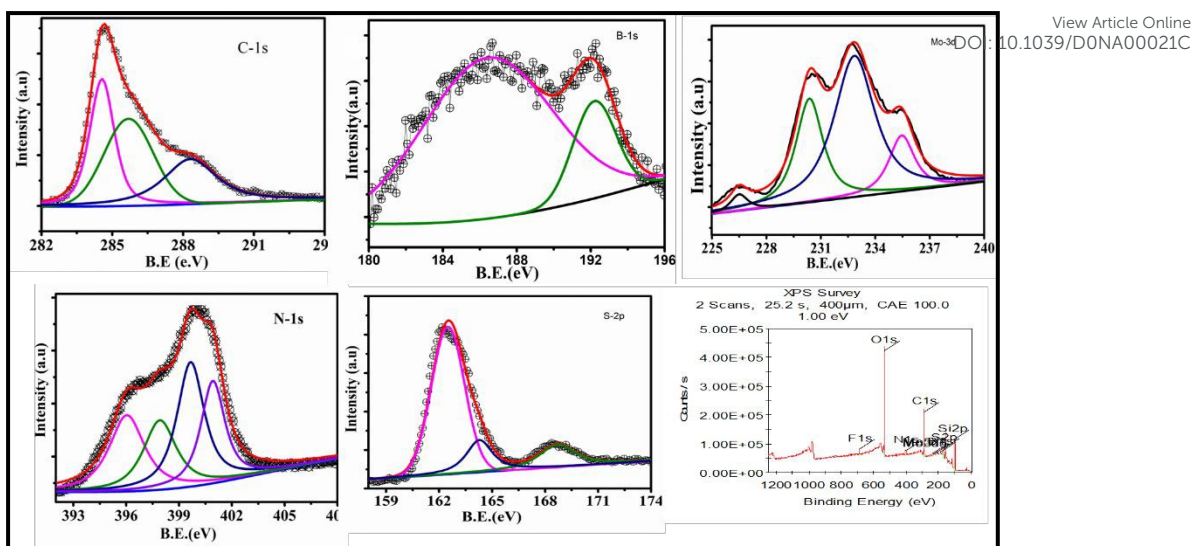 View Article Online
DOI: 10.1039/D0NA00021C
C-1s
Intensity (a.u)
282 285 288 291 29
B.E (e.V)
B-1s
Intensity (a.u)
180 184 188 192 196
B.E.(eV)
Mo-3d
Intensity (a.u)
225 228 231 234 237 240
B.E.(eV)
N-1s
Intensity (a.u)
393 396 399 402 405 40
B.E.(eV)
S-2p
Intensity (a.u)
159 162 165 168 171 174
B.E.(eV)
XPS Survey
2 Scans, 25.2 s, 400µm, CAE 100.0
1.00 eV
5.00E+05
4.00E+05
3.00E+05
2.00E+05
1.00E+05
0.00E+00
Counts / s
O1s
C1s
Si2p
F1s
1200 1000 800 600 400 200 0
Binding Energy (eV)